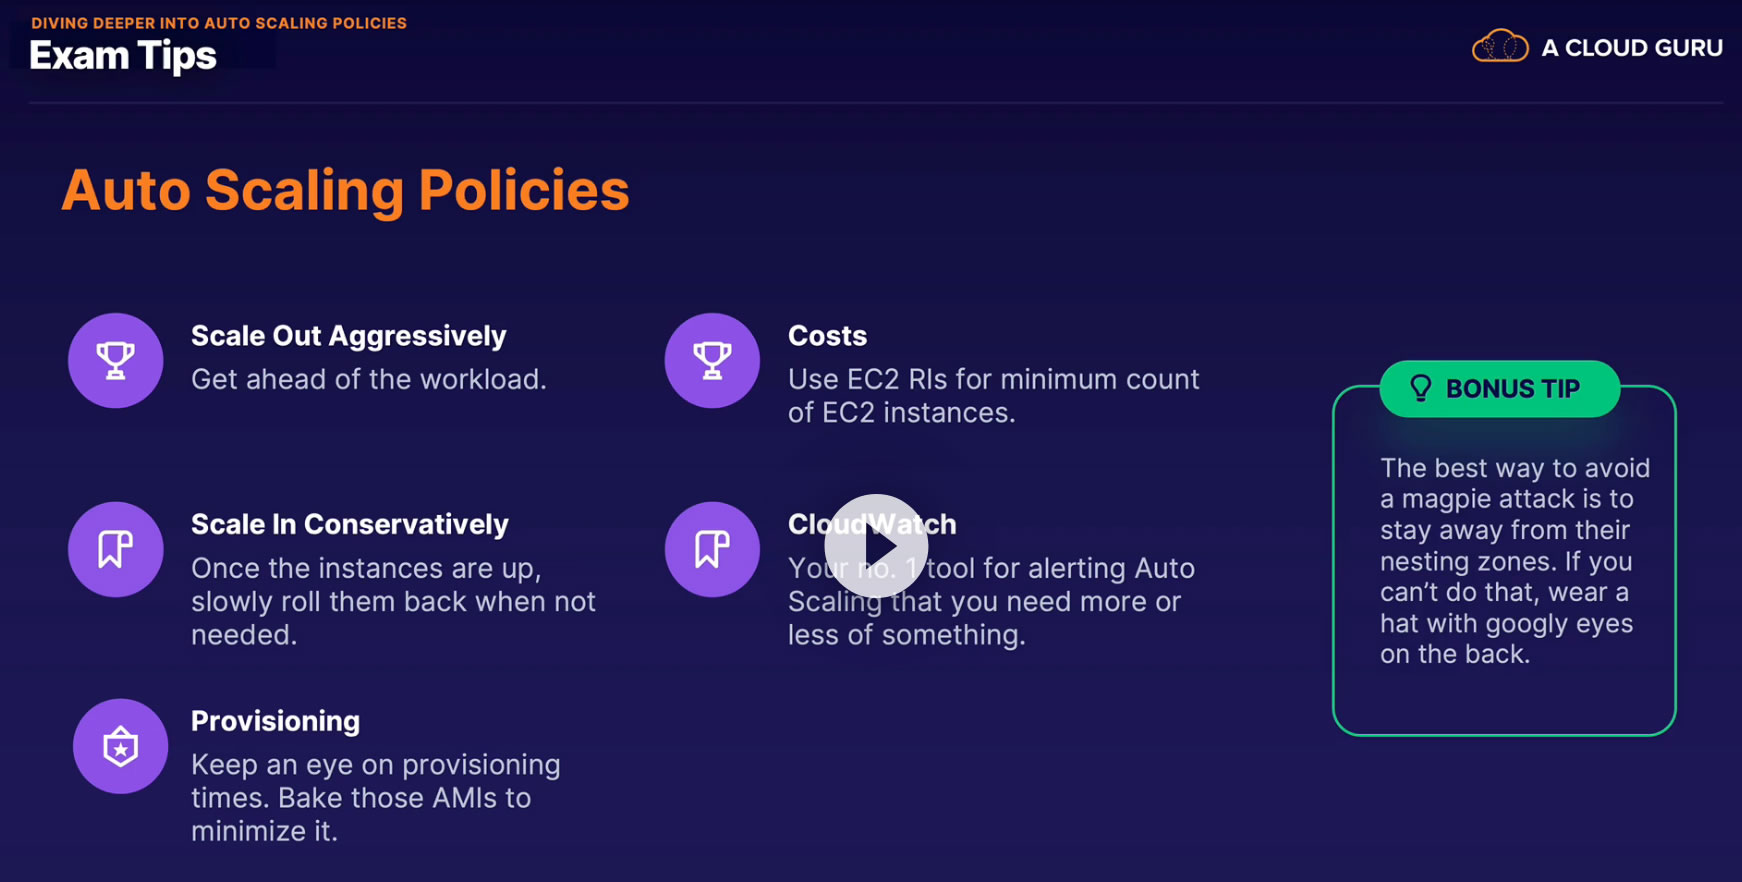 DIVING DEEPER INTO AUTO SCALING POLICIES
Exam Tips
A CLOUD GURU
Auto Scaling Policies
Scale Out Aggressively
Get ahead of the workload.
Scale In Conservatively
Once the instances are up,
slowly roll them back when not
needed.
Provisioning
Keep an eye on provisioning
times. Bake those AMIs to
minimize it.
Costs
Use EC2 RIs for minimum count
of EC2 instances.
CloudWatch
Your no. 1 tool for alerting Auto
Scaling that you need more or
less of something.
BONUS TIP
The best way to avoid
a magpie attack is to
stay away from their
nesting zones. If you
can’t do that, wear a
hat with googly eyes
on the back.